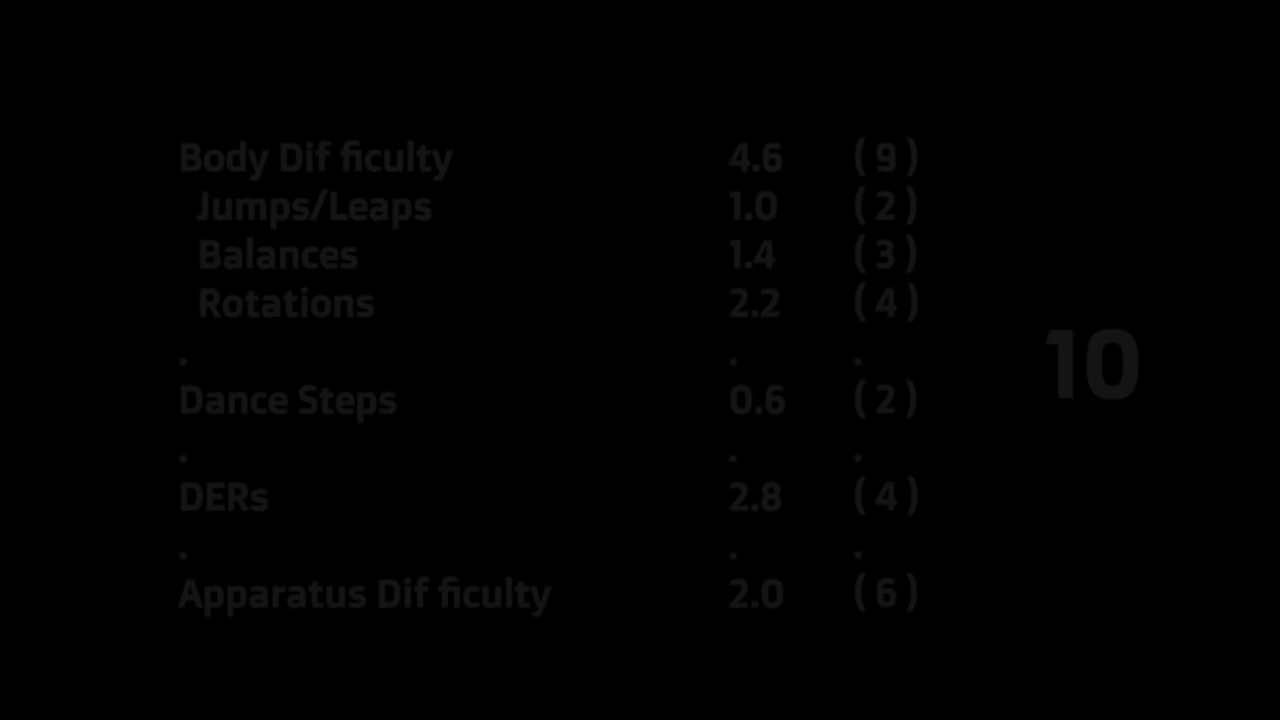 Body Dif ficulty 4.6 ( 9 )
Jumps/Leaps 1.0 ( 2 )
Balances 1.4 ( 3 )
Rotations 2.2 ( 4 )
. . .
10
Dance Steps 0.6 ( 2 )
. . .
DERs 2.8 ( 4 )
. . .
Apparatus Dif ficulty 2.0 ( 6 )